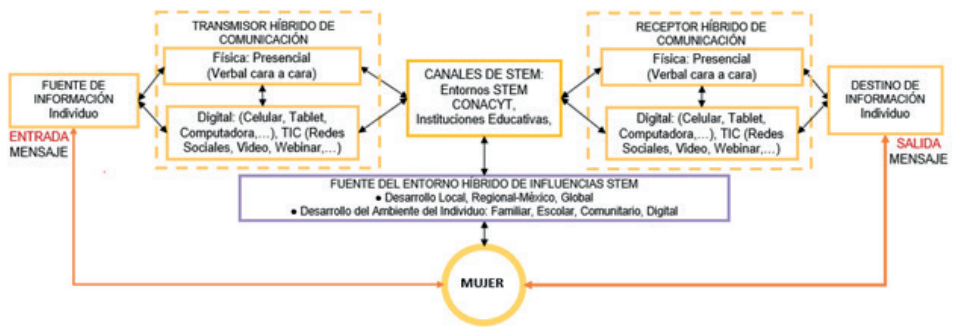 TRANSMISOR HÍBRIDO DE
COMUNICACIÓN
Física: Presencial
(Verbal cara a cara)
Digital: (Celular, Tablet,
Computadora,…), TIC (Redes
Sociales, Video, Webinar,…)
FUENTE DE
INFORMACIÓN
Individuo
ENTRADA
MENSAJE
CANALES DE STEM:
Entornos STEM
CONACYT,
Instituciones Educativas,
RECEPTOR HÍBRIDO DE
COMUNICACIÓN
Física: Presencial
(Verbal cara a cara)
Digital: (Celular, Tablet,
Computadora,…), TIC (Redes
Sociales, Video, Webinar,…)
DESTINO DE
INFORMACIÓN
Individuo
SALIDA
MENSAJE
FUENTE DEL ENTORNO HÍBRIDO DE INFLUENCIAS STEM
● Desarrollo Local, Regional-México, Global
● Desarrollo del Ambiente del Individuo: Familiar, Escolar, Comunitario, Digital
MUJER